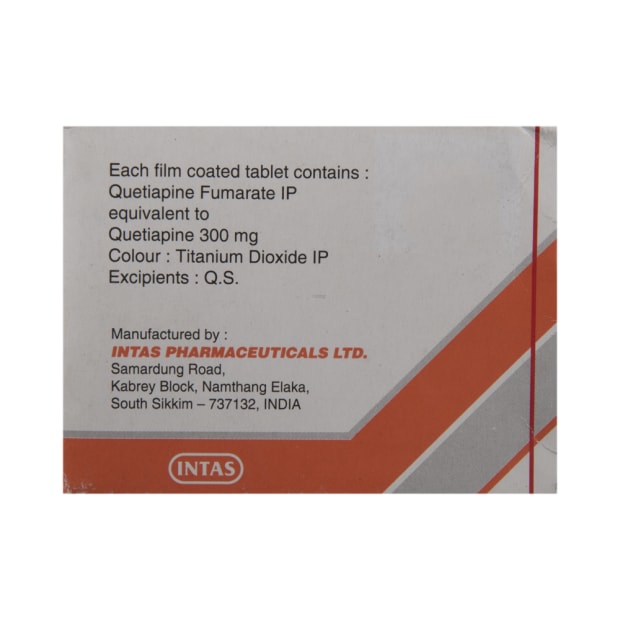 Each film coated tablet contains :
Quetiapine Fumarate IP
equivalent to
Quetiapine 300 mg
Colour : Titanium Dioxide IP
Excipients : Q.S.
Manufactured by :
INTAS PHARMACEUTICALS LTD.
Samardung Road,
Kabrey Block, Namthang Elaka,
South Sikkim – 737132, INDIA
INTAS